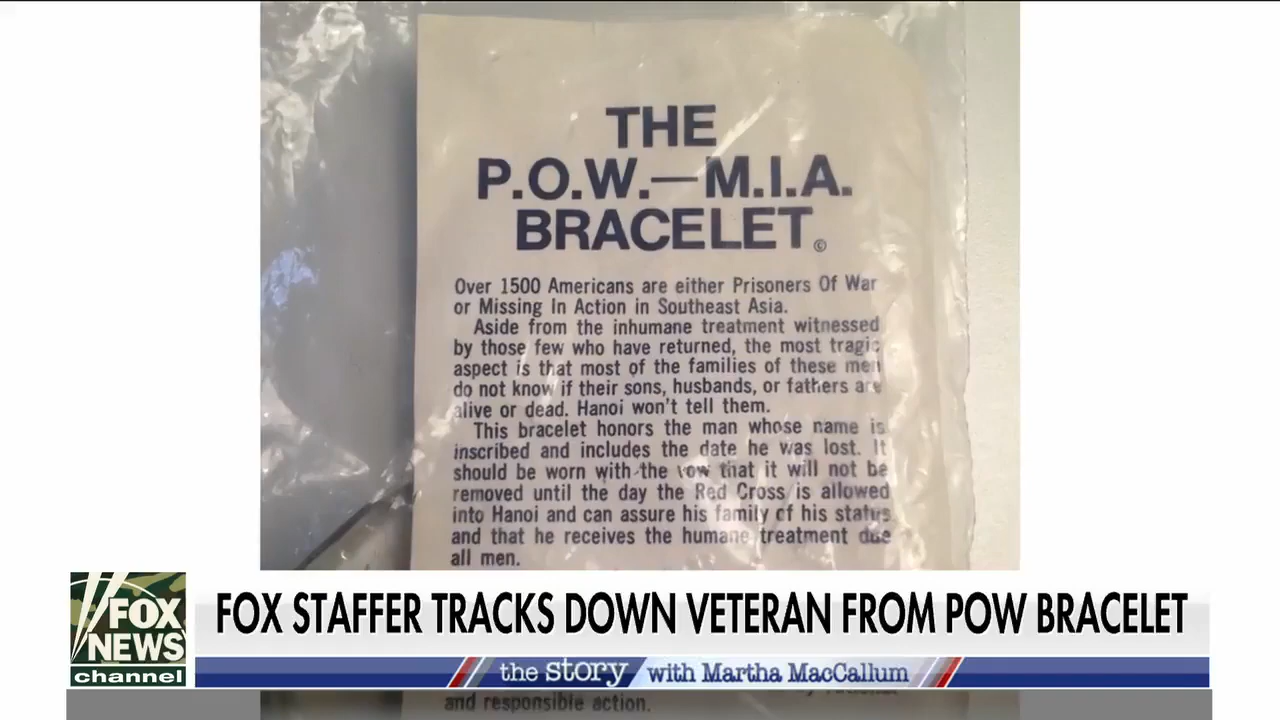 THE
P.O.W.—M.I.A.
BRACELET©
Over 1500 Americans are either Prisoners Of War
or Missing In Action in Southeast Asia.
Aside from the inhumane treatment witnessed
by those few who have returned, the most tragic
aspect is that most of the families of these men
do not know if their sons, husbands, or fathers are
alive or dead. Hanoi won't tell them.
This bracelet honors the man whose name is
inscribed and includes the date he was lost. It
should be worn with the vow that it will not be
removed until the day the Red Cross is allowed
into Hanoi and can assure his family of his status
and that he receives the humane treatment due
all men.
FOX
NEWS
channel
FOX STAFFER TRACKS DOWN VETERAN FROM POW BRACELET
the story with Martha MacCallum
and responsible action.